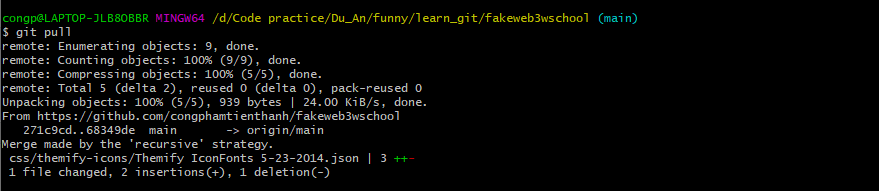 congp@LAPTOP-JLB8OBBR MINGW64 /d/Code practice/Du_An/funny/learn_git/fakeweb3wschool (main)
$ git pull
remote: Enumerating objects: 9, done.
remote: Counting objects: 100% (9/9), done.
remote: Compressing objects: 100% (5/5), done.
remote: Total 5 (delta 2), reused 0 (delta 0), pack-reused 0
Unpacking objects: 100% (5/5), 939 bytes | 24.00 KiB/s, done.
From https://github.com/congphamtienthanh/fakeweb3wschool
   271c9cd..68349de  main       -> origin/main
Merge made by the 'recursive' strategy.
 css/themify-icons/Themify IconFonts 5-23-2014.json | 3 ++-
 1 file changed, 2 insertions(+), 1 deletion(-)